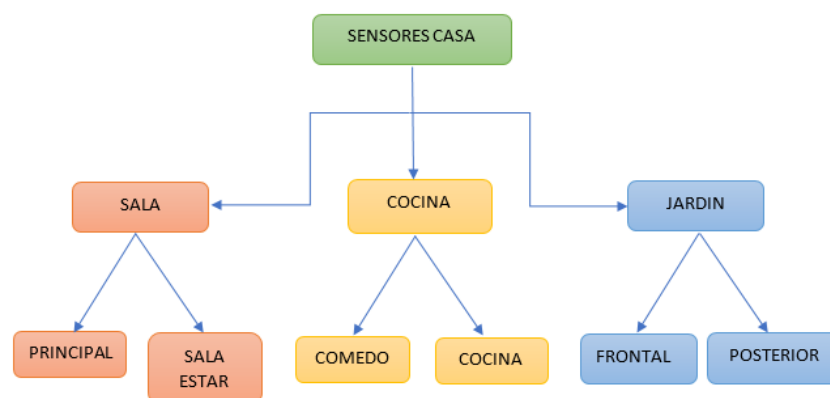 SENSORES CASA
SALA
COCINA
JARDIN
PRINCIPAL
SALA
ESTAR
COMEDO
COCINA
FRONTAL
POSTERIOR